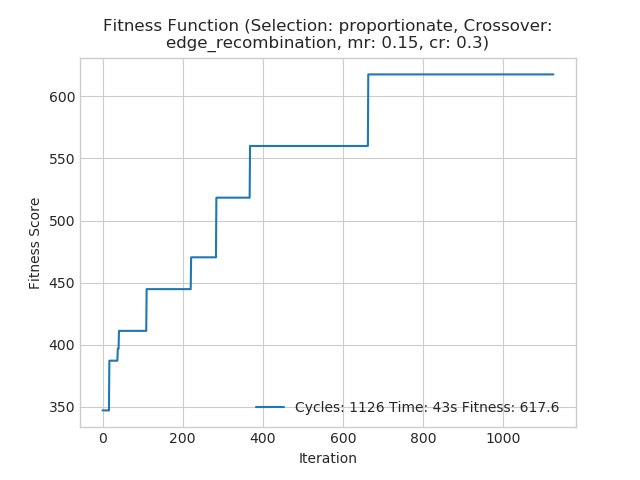 Fitness Function (Selection: proportionate, Crossover:
edge_recombination, mr: 0.15, cr: 0.3)
600
550
500
450
400
350
Fitness Score
Cycles: 1126 Time: 43s Fitness: 617.6
0 200 400 600 800 1000
Iteration